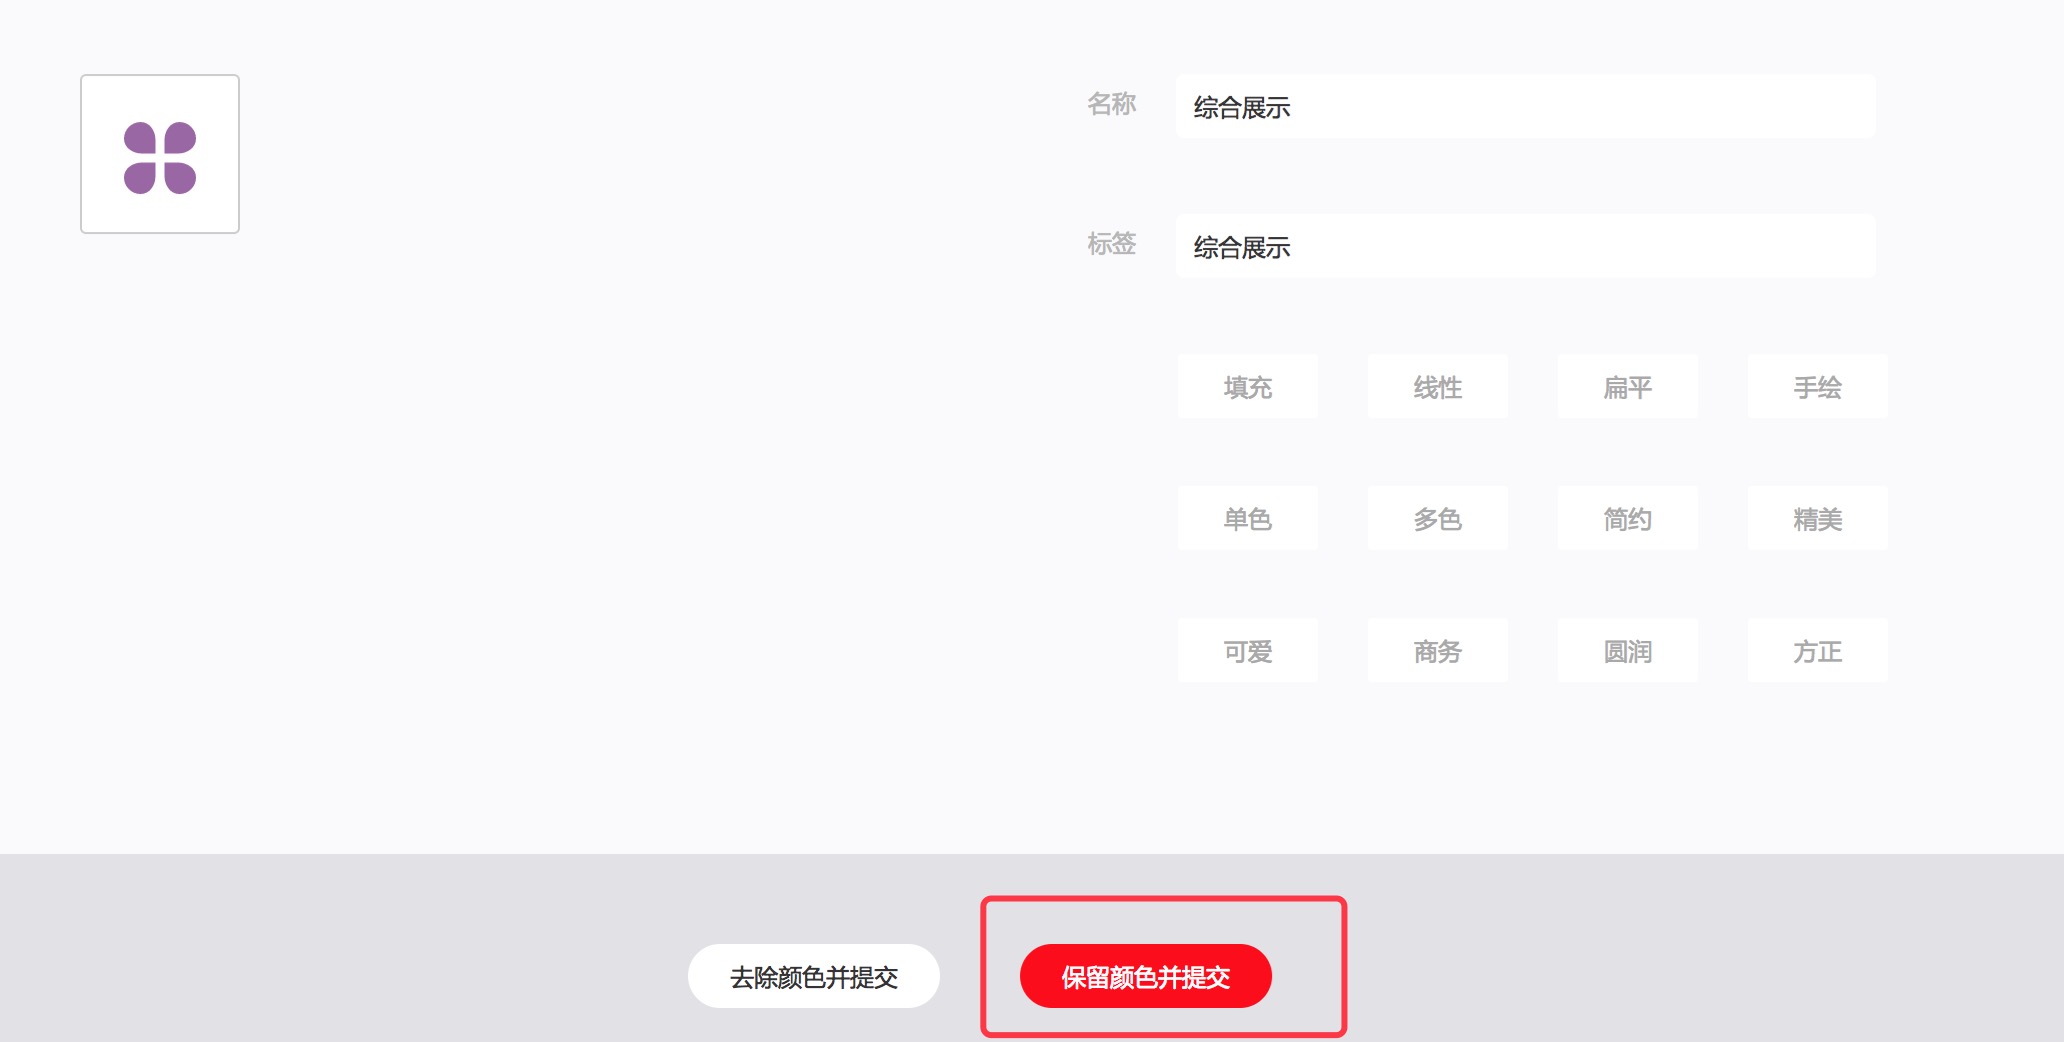 名称 综合展示
标签 综合展示
填充 线性 扁平 手绘
单色 多色 简约 精美
可爱 商务 圆润 方正
去除颜色并提交 保留颜色并提交